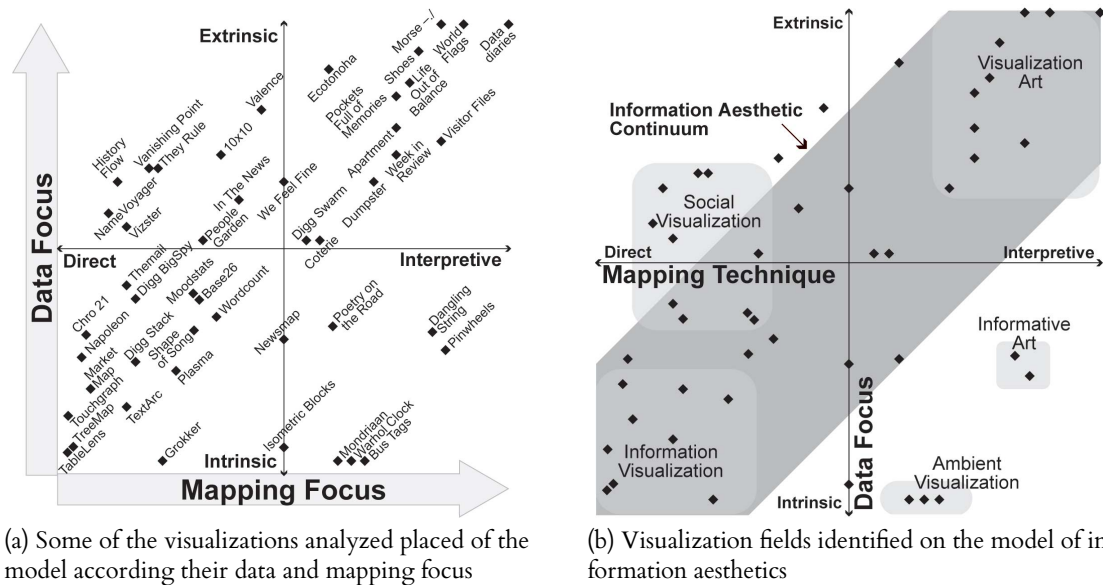 Extrinsic
Morse –./
World
Flags
Data
diaries
Shoes
Life
Out of
Balance
Ecotonoha
Pockets
Full of
Memories
Valence
Visitor Files
10x10
Vanishing Point
They Rule
History
Flow
Apartment
Week in
Review
In The News
We Feel Fine
Dumpster
NameVoyager
Vizster
People
Garden
Digg Swarm
Coterie
Data Focus
Direct
Interpretive
Themail
Digg BigSpy
Moodstats
Base26
Wordcount
Chro 21
Napoleon
Digg Stack
Shape
of Song
Newsmap
Poetry on
the Road
Dangling
String
Pinwheels
Market
Map
Plasma
Touchgraph
TextArc
TreeMap
TableLens
Grokker
Isometric Blocks
Mondriaan
Warhol Clock
Bus Tags
Intrinsic
Mapping Focus
(a) Some of the visualizations analyzed placed of the
model according their data and mapping focus
Extrinsic
Visualization
Art
Information Aesthetic
Continuum
Social
Visualization
Direct
Interpretive
Mapping Technique
Informative
Art
Data Focus
Information
Visualization
Ambient
Visualization
Intrinsic
(b) Visualization fields identified on the model of in
formation aesthetics